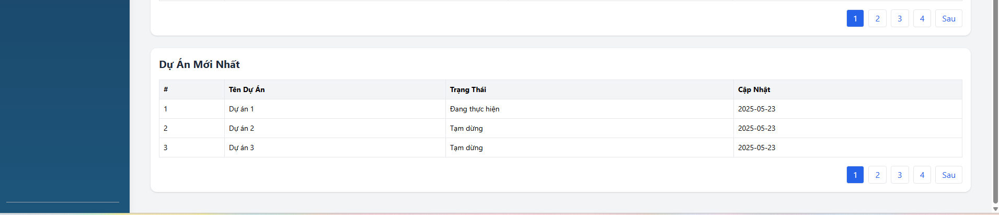 1 2 3 4 Sau
Dự Án Mới Nhất
# Tên Dự Án Trạng Thái Cập Nhật
1 Dự án 1 Đang thực hiện 2025-05-23
2 Dự án 2 Tạm dừng 2025-05-23
3 Dự án 3 Tạm dừng 2025-05-23
1 2 3 4 Sau